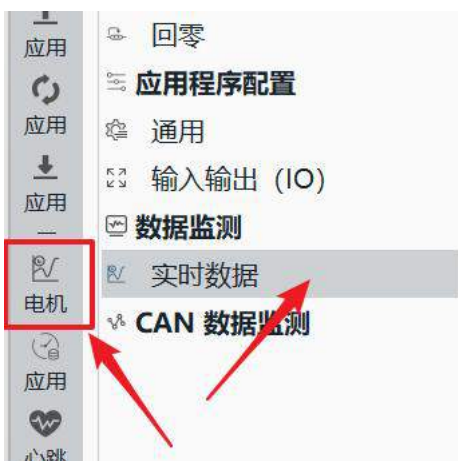 应用
应用
应用
电机
应用
心跳
回零
应用程序配置
通用
输入输出（IO）
数据监测
实时数据
CAN 数据监测